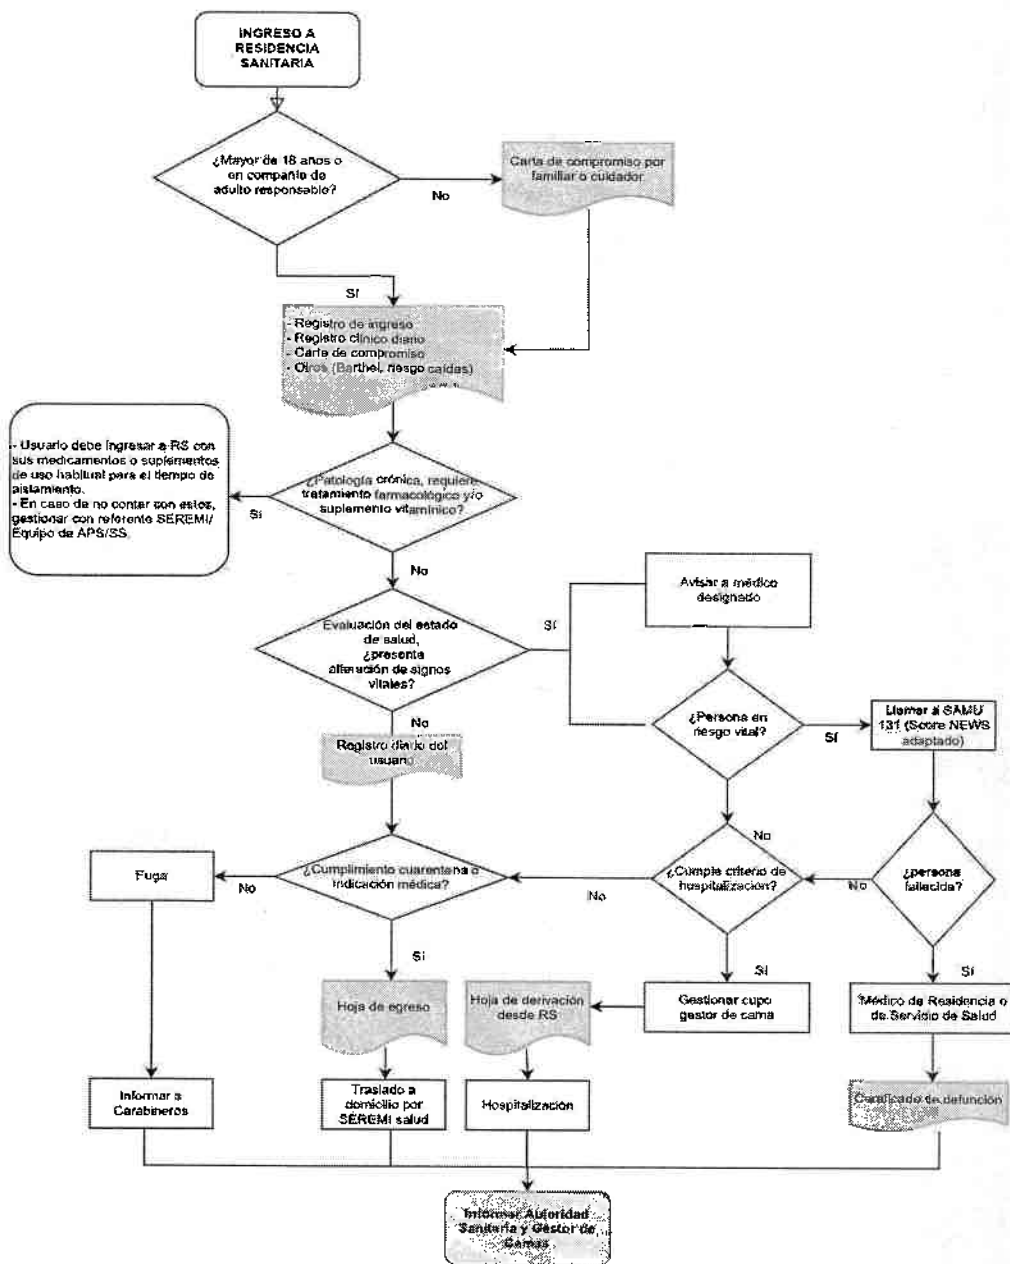 INGRESO A
RESIDENCIA
SANITARIA
¿Mayor de 18 años o
en compañía de
adulto responsable?
No
Carta de compromiso por
familiar o cuidador
Sí
- Registro de ingreso
- Registro clínico diario
- Carta de compromiso
- Otros (Barthel, riesgo caídas)
- Usuario debe ingresar a RS con
sus medicamentos o suplementos
de uso habitual para el tiempo de
aislamiento.
- En caso de no contar con estos,
gestionar con referente SEREMI/
Equipo de APS/SS.
Sí
¿Patología crónica, requiere
tratamiento farmacológico y/o
suplemento vitamínico?
No
Evaluación del estado
de salud,
¿presenta
alteración de signos
vitales?
Sí
Avisar a médico
designado
¿Persona en
riesgo vital?
Sí
Llamar a SAMU
131 (Score NEWS
adaptado)
No
Registro diario del
usuario
No
Fuga
No
¿Cumplimiento cuarentena o
indicación médica?
No
¿Cumple criterio de
hospitalización?
No
¿persona
fallecida?
Sí
Sí
Sí
Hoja de egreso
Hoja de derivación
desde RS
Gestionar cupo
gestor de cama
Médico de Residencia o
de Servicio de Salud
Informar a
Carabineros
Traslado a
domicilio por
SEREMI salud
Hospitalización
Certificado de defunción
Informar Autoridad
Sanitaria y Gestor de
Camas